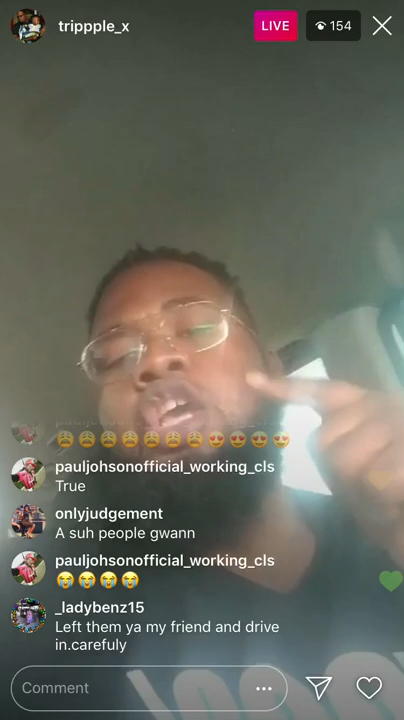 trippple_x
LIVE
154
pauljohsonofficial_working_cls
True
onlyjudgement
A suh people gwann
pauljohsonofficial_working_cls
_ladybenz15
Left them ya my friend and drive
in.carefuly
Comment